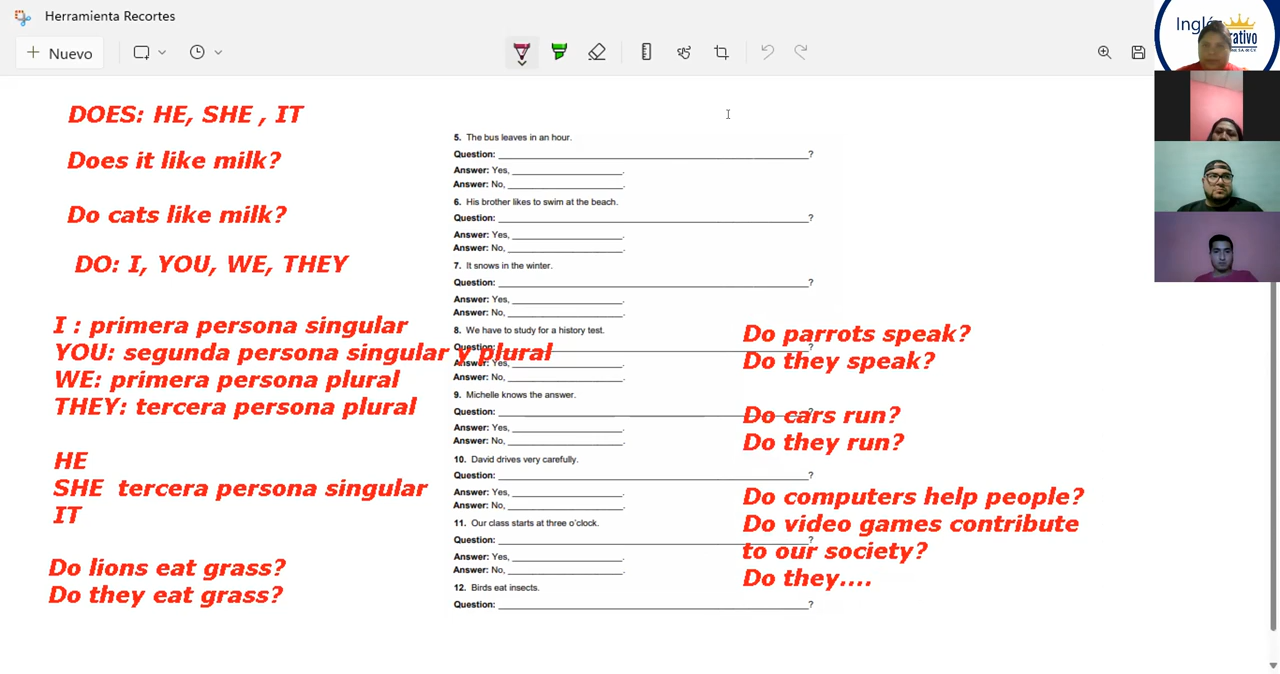 Herramienta Recortes
Nuevo
DOES: HE, SHE , IT
Does it like milk?
Do cats like milk?
DO: I, YOU, WE, THEY
I : primera persona singular
YOU: segunda persona singular y plural
WE: primera persona plural
THEY: tercera persona plural
HE
SHE  tercera persona singular
IT
Do lions eat grass?
Do they eat grass?
5. The bus leaves in an hour.
Question: ?
Answer: Yes, .
Answer: No, .
6. His brother likes to swim at the beach.
Question: ?
Answer: Yes, .
Answer: No, .
7. It snows in the winter.
Question: ?
Answer: Yes, .
Answer: No, .
8. We have to study for a history test.
Question: ?
Answer: Yes, .
Answer: No, .
9. Michelle knows the answer.
Question: ?
Answer: Yes, .
Answer: No, .
10. David drives very carefully.
Question: ?
Answer: Yes, .
Answer: No, .
11. Our class starts at three o'clock.
Question: ?
Answer: Yes, .
Answer: No, .
12. Birds eat insects.
Question: ?
Do parrots speak?
Do they speak?
Do cars run?
Do they run?
Do computers help people?
Do video games contribute
to our society?
Do they....